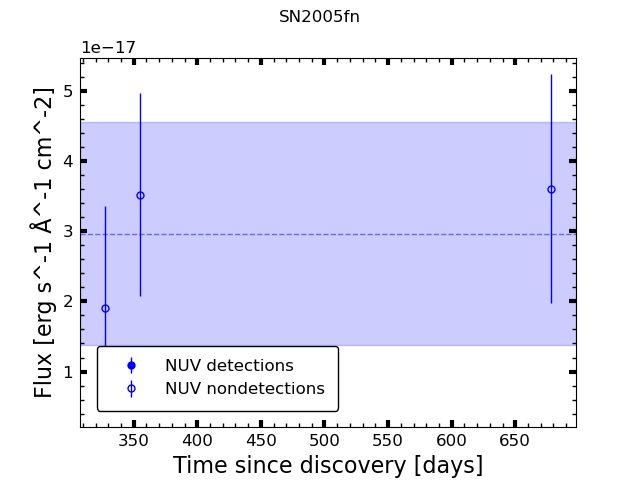 SN2005fn
1e−17
5
4
3
2
1
Flux [erg s^-1 Å^-1 cm^-2]
NUV detections
NUV nondetections
350 400 450 500 550 600 650
Time since discovery [days]